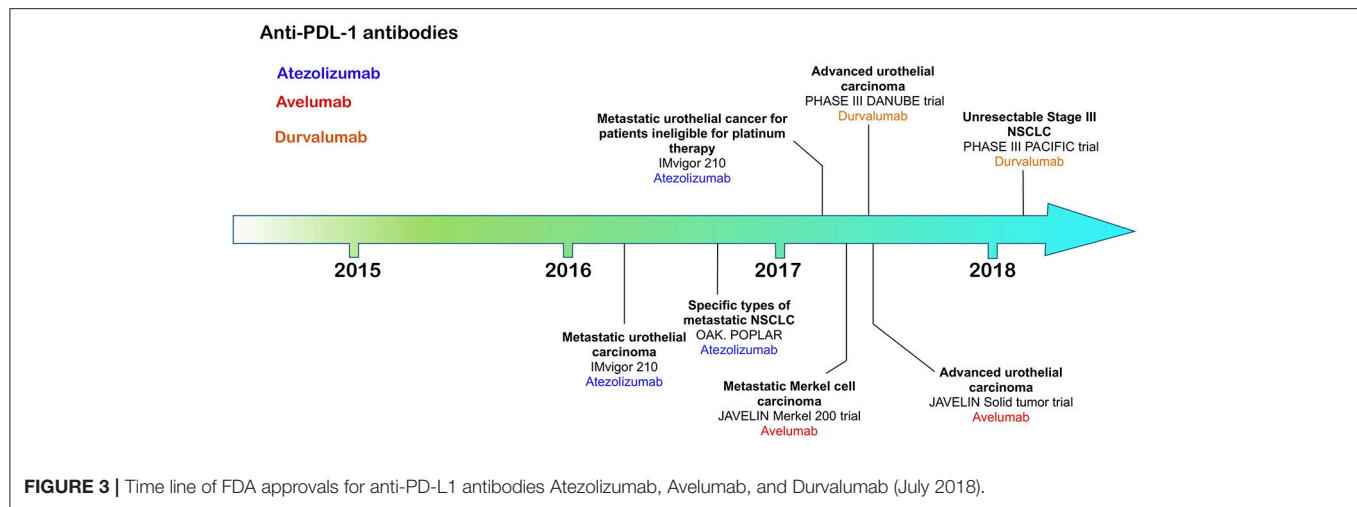 Anti-PDL-1 antibodies
Atezolizumab
Avelumab
Durvalumab
Metastatic urothelial cancer for
patients ineligible for platinum
therapy
IMvigor 210
Atezolizumab
Advanced urothelial
carcinoma
PHASE III DANUBE trial
Durvalumab
Unresectable Stage III
NSCLC
PHASE III PACIFIC trial
Durvalumab
2015
2016
2017
2018
Metastatic urothelial
carcinoma
IMvigor 210
Atezolizumab
Specific types of
metastatic NSCLC
OAK. POPLAR
Atezolizumab
Metastatic Merkel cell
carcinoma
JAVELIN Merkel 200 trial
Avelumab
Advanced urothelial
carcinoma
JAVELIN Solid tumor trial
Avelumab
FIGURE 3 | Time line of FDA approvals for anti-PD-L1 antibodies Atezolizumab, Avelumab, and Durvalumab (July 2018).